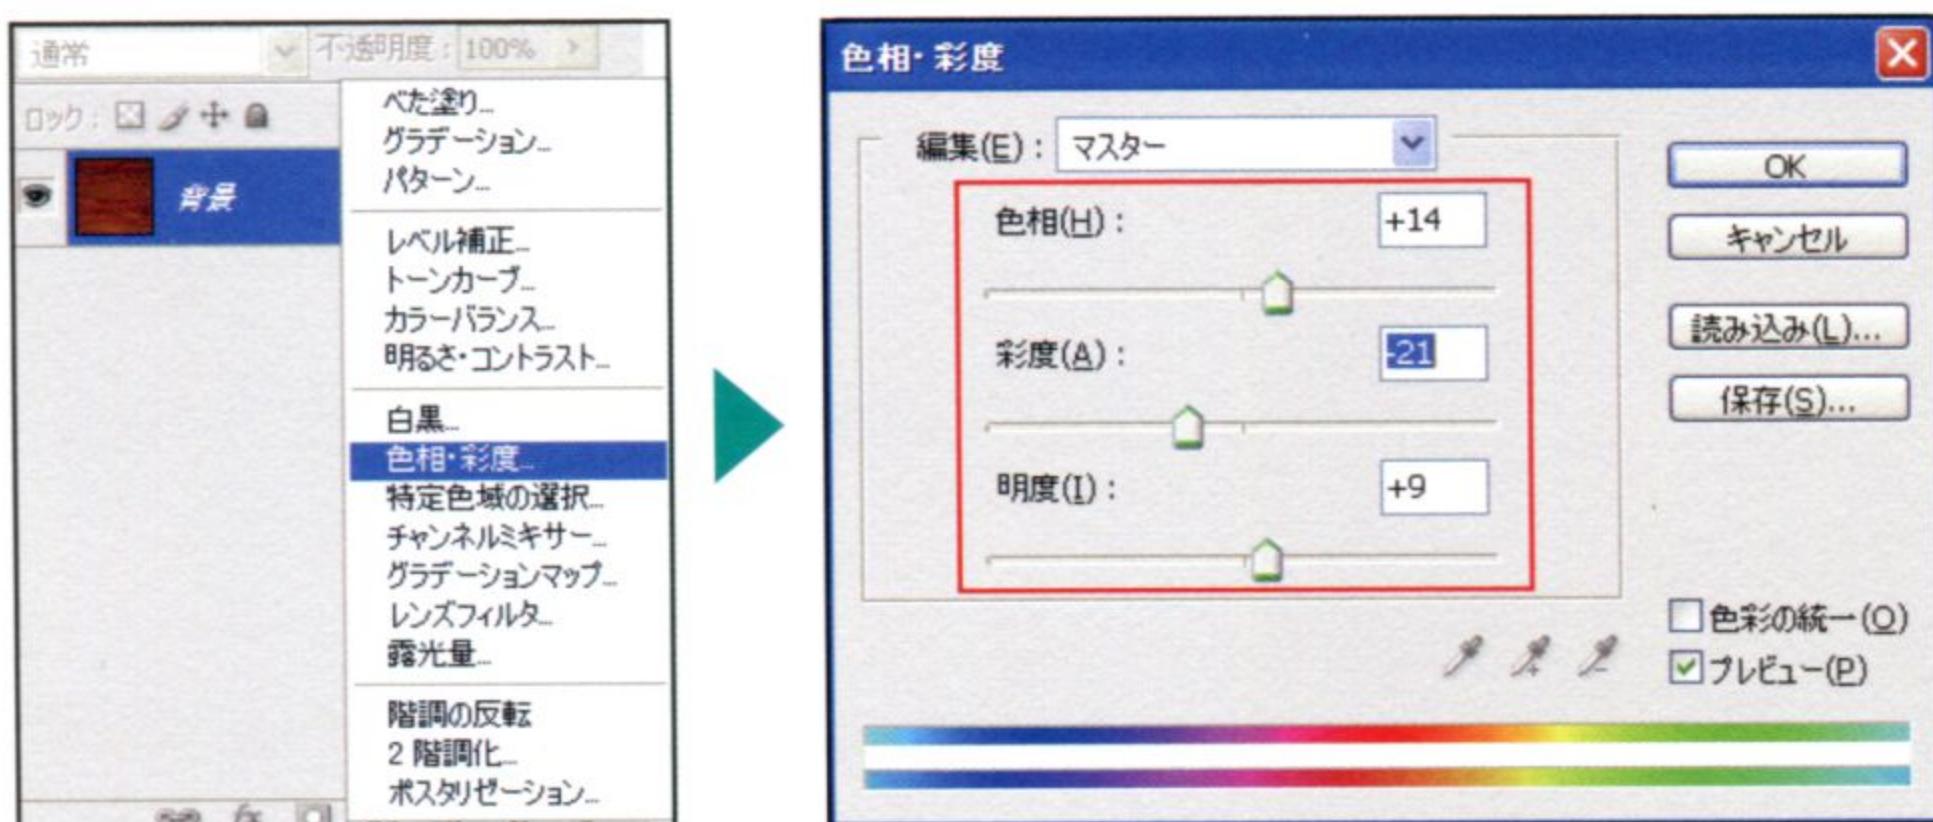 通常
不透明度: 100%
ロック:
背景
べた塗り...
グラデーション...
パターン...
レベル補正...
トーンカーブ...
カラーバランス...
明るさ・コントラスト...
白黒...
色相・彩度...
特定色域の選択...
チャンネルミキサー...
グラデーションマップ...
レンズフィルタ...
露光量...
階調の反転
2 階調化...
ポスタリゼーション...
fx
色相・彩度
編集(E): マスター
色相(H): +14
彩度(A): -21
明度(I): +9
OK
キャンセル
読み込み(L)...
保存(S)...
色彩の統一(O)
プレビュー(P)